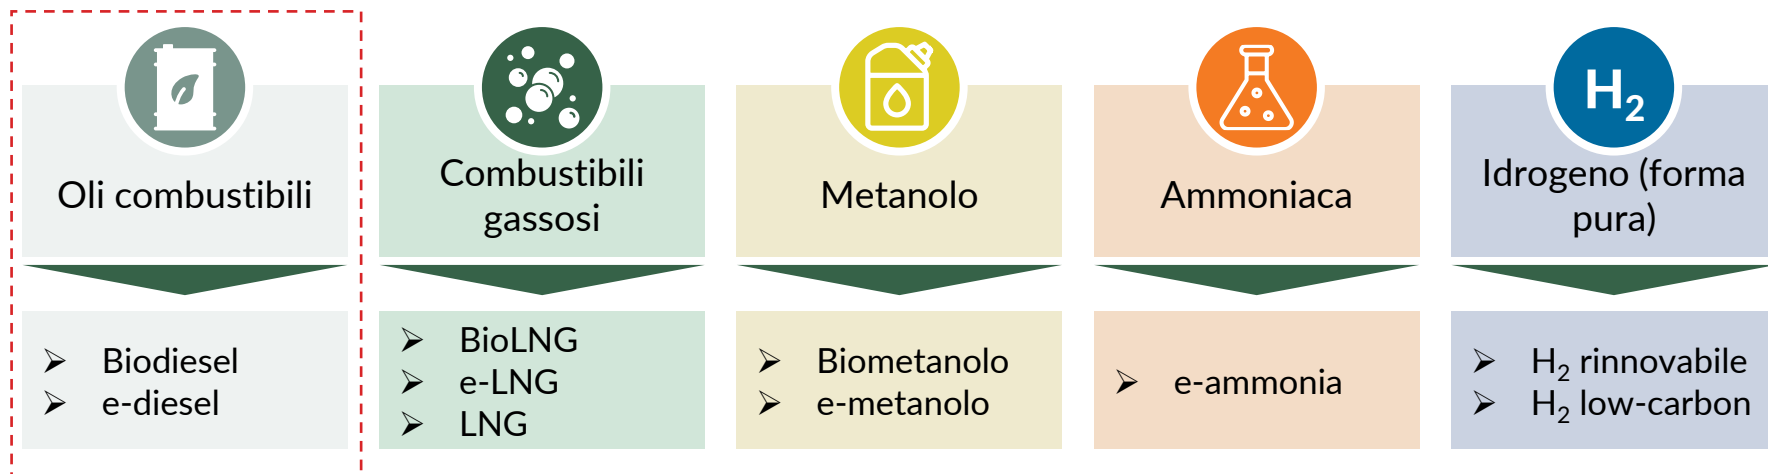 Oli combustibili
Combustibili
gassosi
Metanolo
Ammoniaca
H₂
Idrogeno (forma
pura)
➢ Biodiesel
➢ e-diesel
➢ BioLNG
➢ e-LNG
➢ LNG
➢ Biometanolo
➢ e-metanolo
➢ e-ammonia
➢ H₂ rinnovabile
➢ H₂ low-carbon